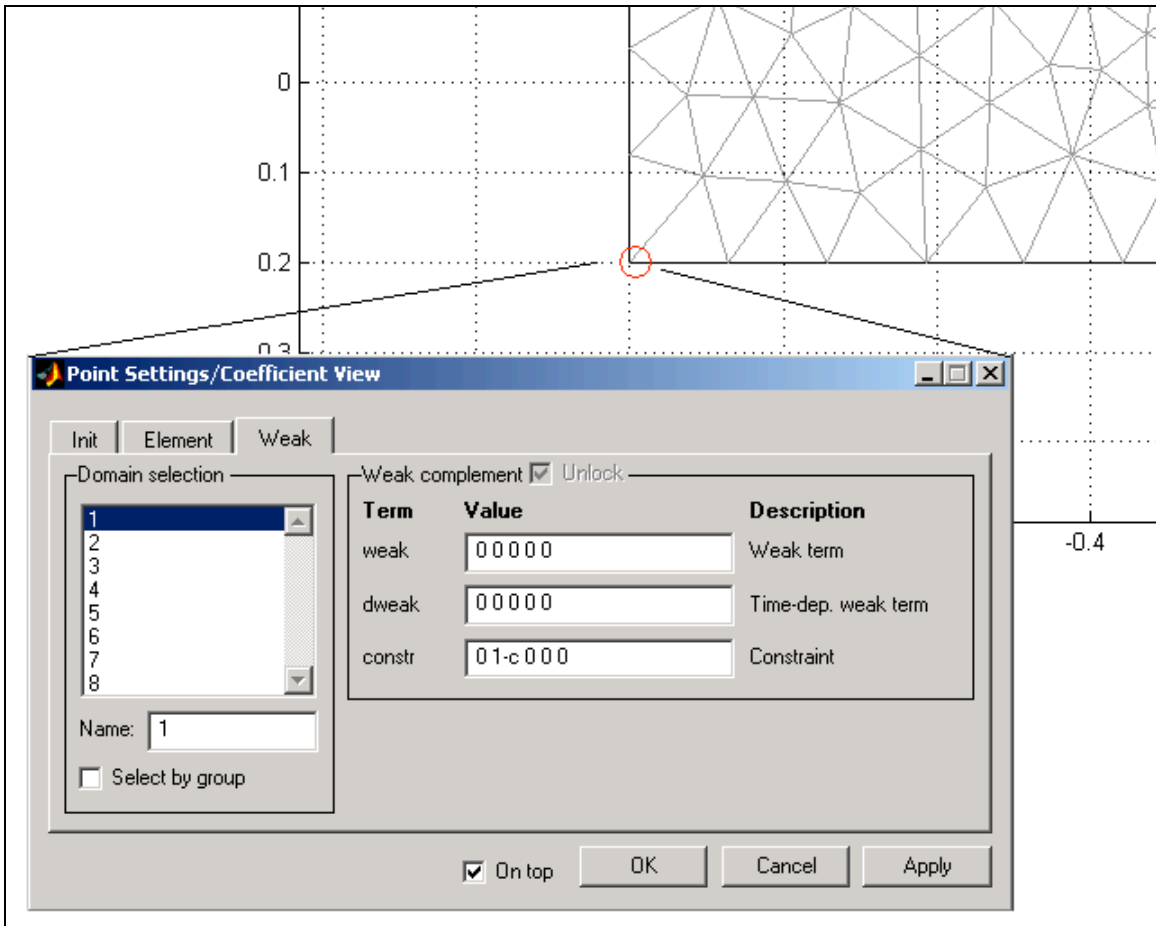 0
0.1
0.2
0.3
-0.4
Point Settings/Coefficient View
Init Element Weak
Domain selection
1
2
3
4
5
6
7
8
Name: 1
Select by group
Weak complement Unlock
Term Value Description
weak 0 0 0 0 0 Weak term
dweak 0 0 0 0 0 Time-dep. weak term
constr 0 1-c 0 0 0 Constraint
On top OK Cancel Apply